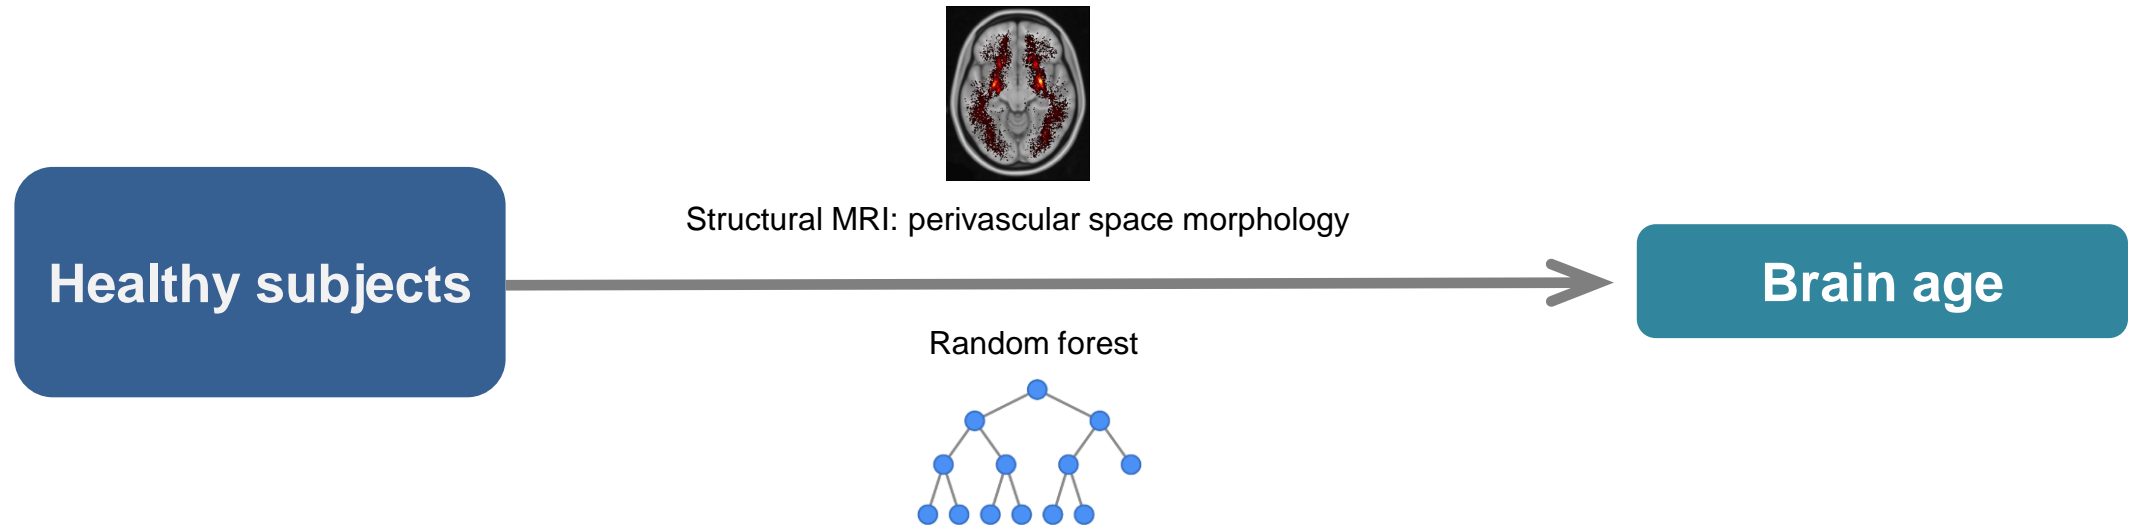 Structural MRI: perivascular space morphology
Healthy subjects
Brain age
Random forest